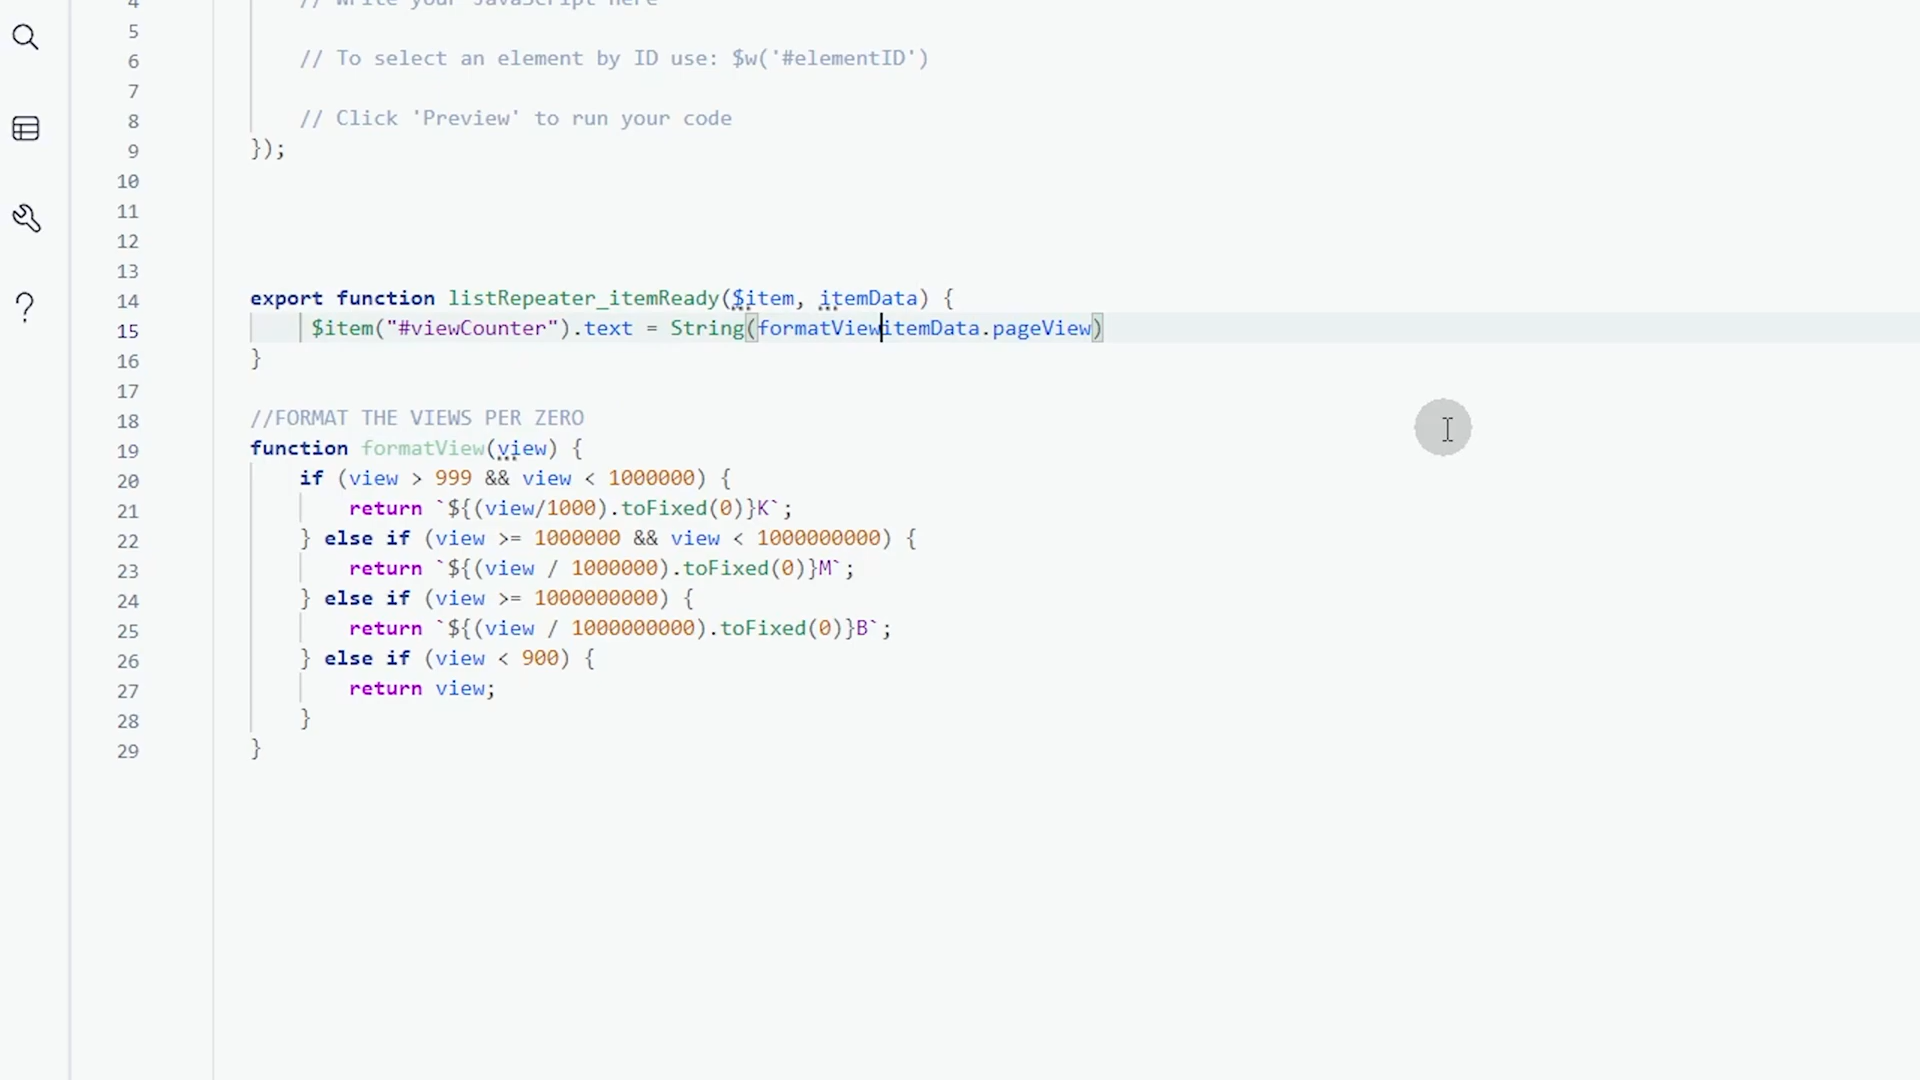 4 // Write your JavaScript here
5
6 // To select an element by ID use: $w('#elementID')
7
8 // Click 'Preview' to run your code
9 });
10
11
12
13
14 export function listRepeater_itemReady($item, itemData) {
15 $item("#viewCounter").text = String(formatViewitemData.pageView)
16 }
17
18 //FORMAT THE VIEWS PER ZERO
19 function formatView(view) {
20 if (view > 999 && view < 1000000) {
21 return `${(view/1000).toFixed(0)}K`;
22 } else if (view >= 1000000 && view < 1000000000) {
23 return `${(view / 1000000).toFixed(0)}M`;
24 } else if (view >= 1000000000) {
25 return `${(view / 1000000000).toFixed(0)}B`;
26 } else if (view < 900) {
27 return view;
28 }
29 }